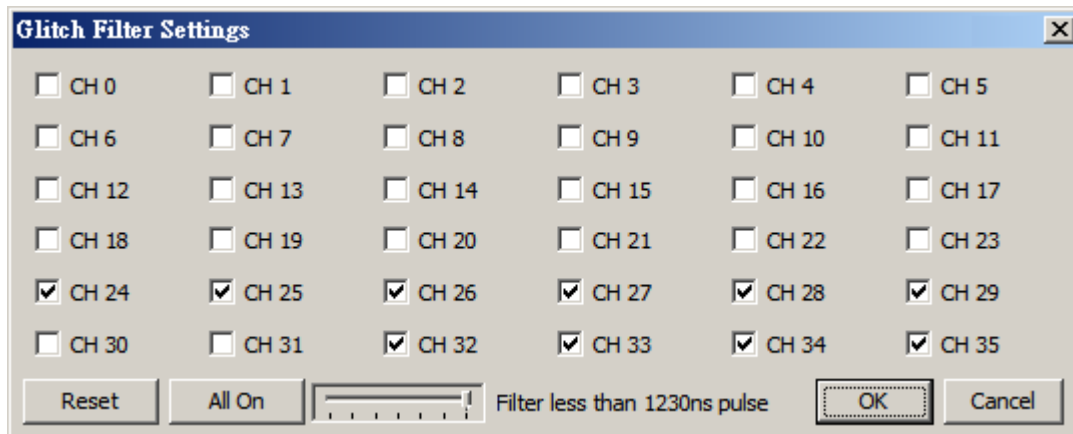 Glitch Filter Settings
CH 0 CH 1 CH 2 CH 3 CH 4 CH 5
CH 6 CH 7 CH 8 CH 9 CH 10 CH 11
CH 12 CH 13 CH 14 CH 15 CH 16 CH 17
CH 18 CH 19 CH 20 CH 21 CH 22 CH 23
CH 24 CH 25 CH 26 CH 27 CH 28 CH 29
CH 30 CH 31 CH 32 CH 33 CH 34 CH 35
Reset All On Filter less than 1230ns pulse OK Cancel